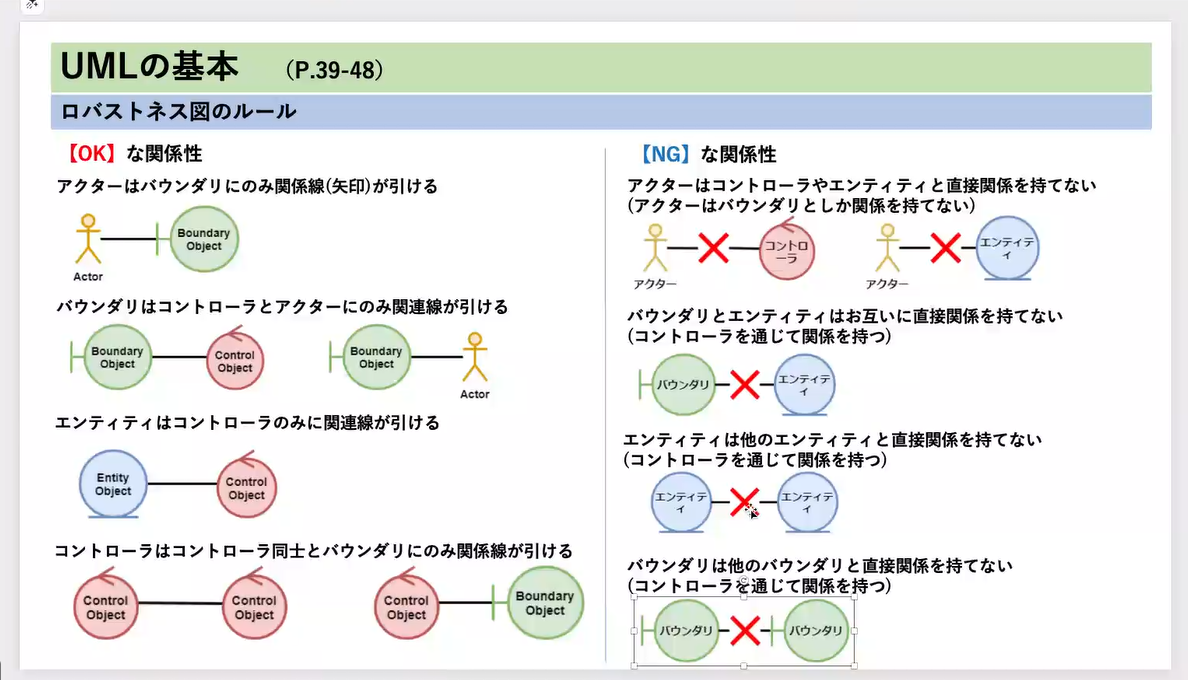 UMLの基本 （P.39-48）
ロバストネス図のルール
【OK】な関係性
アクターはバウンダリにのみ関係線(矢印)が引ける
Boundary
Object
Actor
バウンダリはコントローラとアクターにのみ関連線が引ける
Boundary
Object
Control
Object
Boundary
Object
Actor
エンティティはコントローラのみに関連線が引ける
Entity
Object
Control
Object
コントローラはコントローラ同士とバウンダリにのみ関係線が引ける
Control
Object
Control
Object
Control
Object
Boundary
Object
【NG】な関係性
アクターはコントローラやエンティティと直接関係を持てない
(アクターはバウンダリとしか関係を持てない)
アクター
コントロ
ーラ
アクター
エンティテ
ィ
バウンダリとエンティティはお互いに直接関係を持てない
(コントローラを通じて関係を持つ)
バウンダリ
エンティテ
ィ
エンティティは他のエンティティと直接関係を持てない
(コントローラを通じて関係を持つ)
エンティテ
ィ
エンティテ
ィ
バウンダリは他のバウンダリと直接関係を持てない
(コントローラを通じて関係を持つ)
バウンダリ
バウンダリ